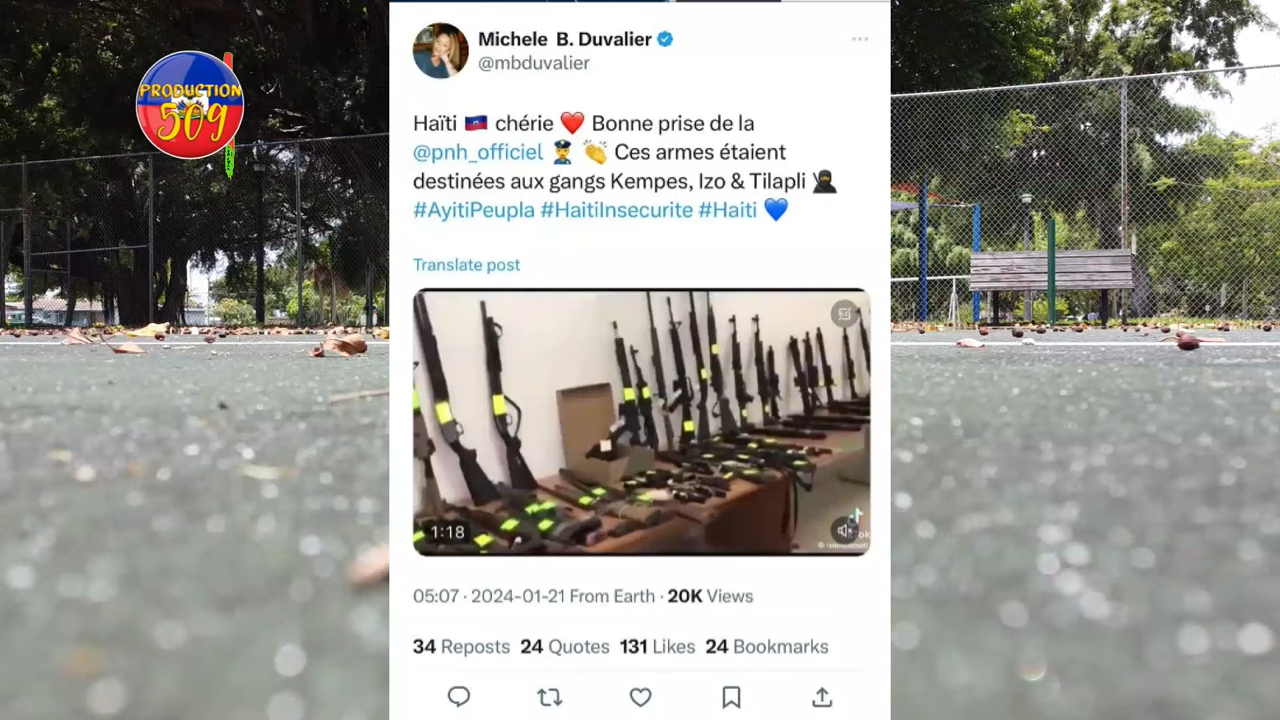 PRODUCTION
509
Michele B. Duvalier
@mbduvalier
Haïti 🇭🇹 chérie ❤️ Bonne prise de la
@pnh_officiel 👮 👏 Ces armes étaient
destinées aux gangs Kempes, Izo & Tilapli 🥷
#AyitiPeupla #HaitiInsecurite #Haiti 💙
Translate post
1:18
05:07 · 2024-01-21 From Earth · 20K Views
34 Reposts 24 Quotes 131 Likes 24 Bookmarks